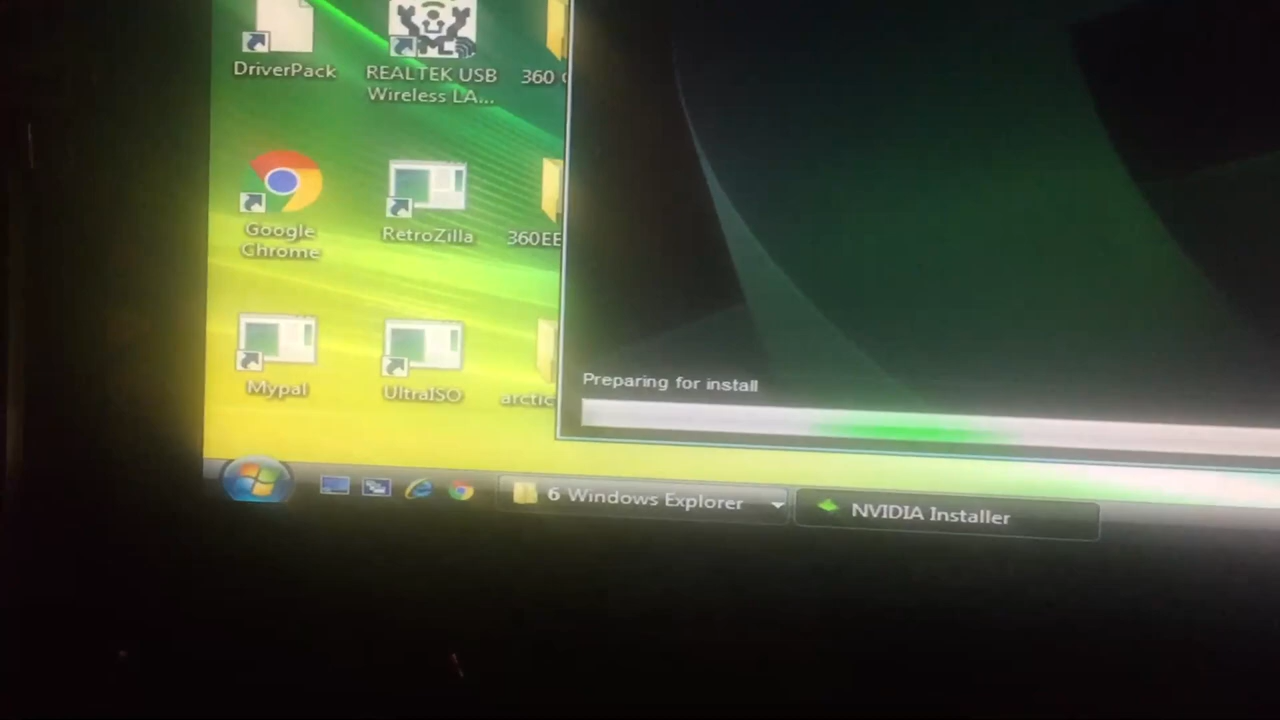 DriverPack
REALTEK USB
Wireless LA...
360
Google
Chrome
RetroZilla
360EE
Mypal
UltraISO
arctic
Preparing for install
6 Windows Explorer
NVIDIA Installer